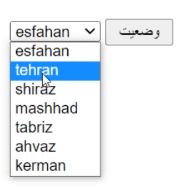 esfahan وضعیت
esfahan
tehran
shiraz
mashhad
tabriz
ahvaz
kerman